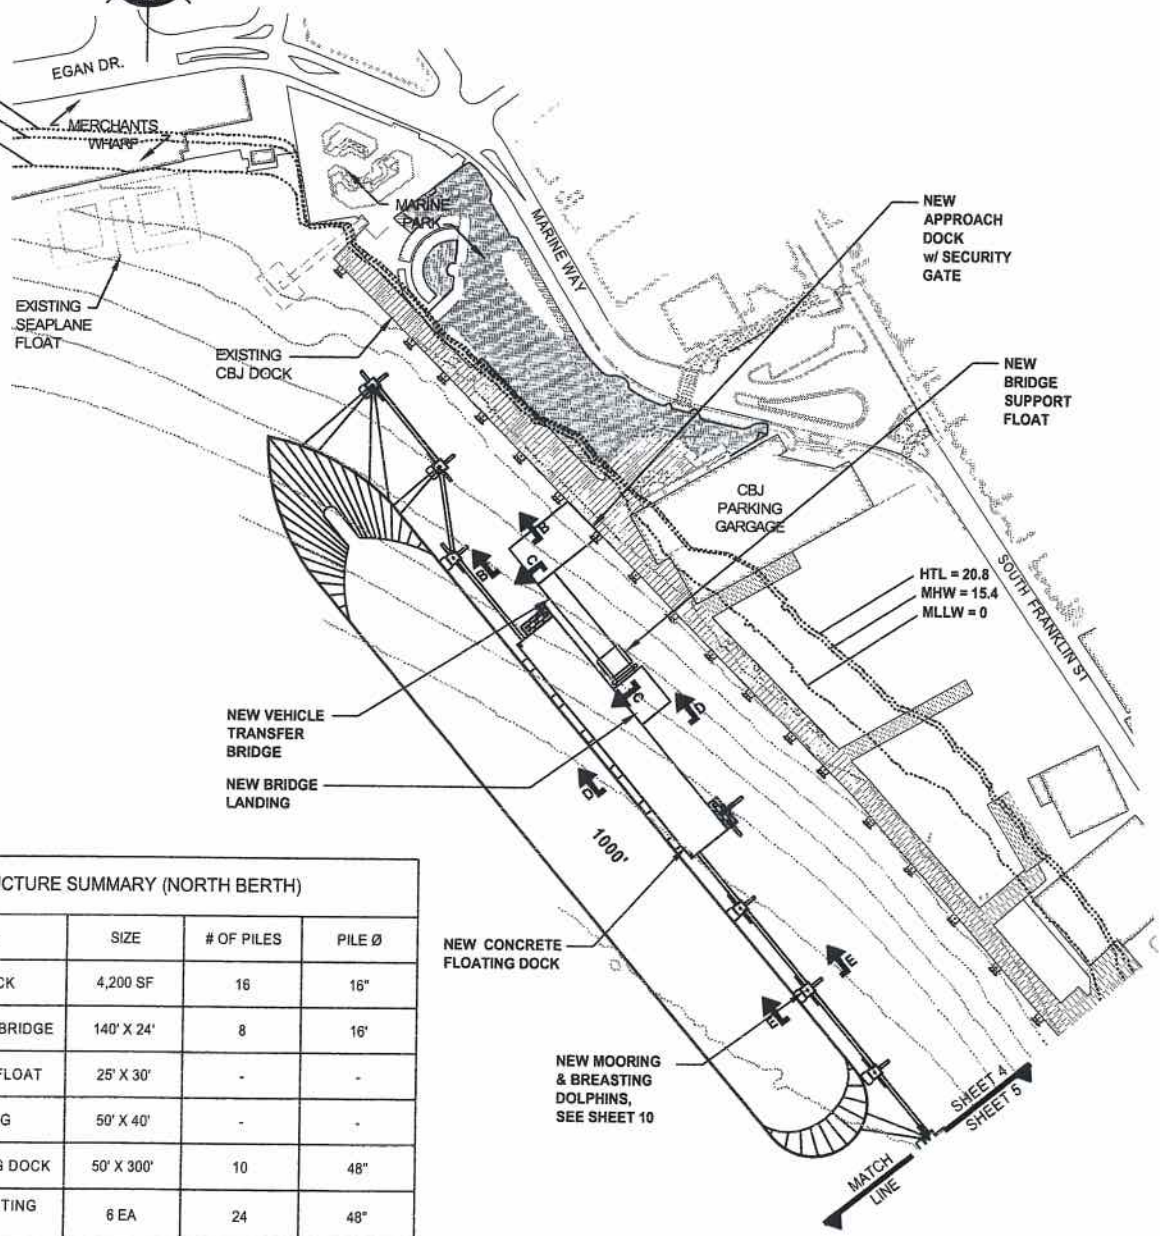 EGAN DR.
MERCHANTS
WHARF
MARINE
PARK
MARINE WAY
NEW
APPROACH
DOCK
w/ SECURITY
GATE
EXISTING
SEAPLANE
FLOAT
EXISTING
CBJ DOCK
NEW
BRIDGE
SUPPORT
FLOAT
CBJ
PARKING
GARGAGE
SOUTH FRANKLIN ST
HTL = 20.8
MHW = 15.4
MLLW = 0
B
C
B
C
D
D
NEW VEHICLE
TRANSFER
BRIDGE
NEW BRIDGE
LANDING
1000'
NEW CONCRETE
FLOATING DOCK
E
E
NEW MOORING
& BREASTING
DOLPHINS,
SEE SHEET 10
SHEET 4
SHEET 5
MATCH
LINE
UCTURE SUMMARY (NORTH BERTH)
SIZE # OF PILES PILE Ø
CK 4,200 SF 16 16"
BRIDGE 140' X 24' 8 16'
FLOAT 25' X 30' - -
G 50' X 40' - -
G DOCK 50' X 300' 10 48"
TING 6 EA 24 48"